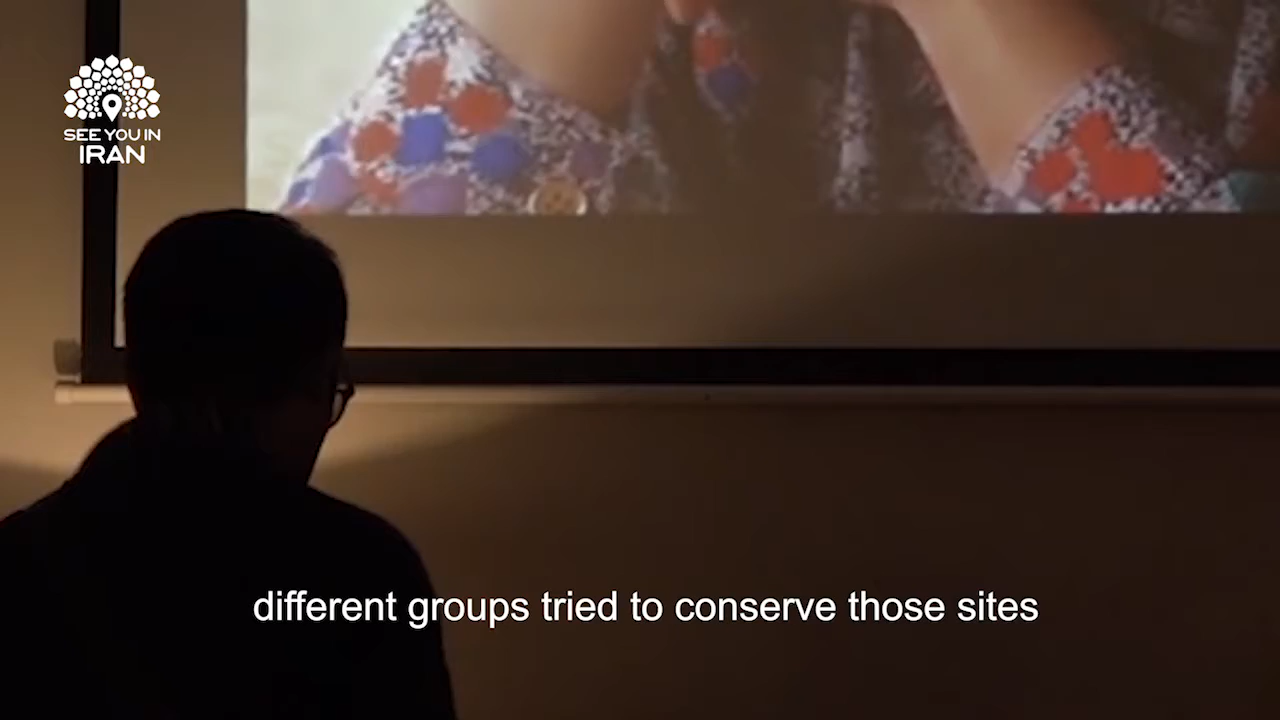 SEE YOU IN
IRAN
different groups tried to conserve those sites